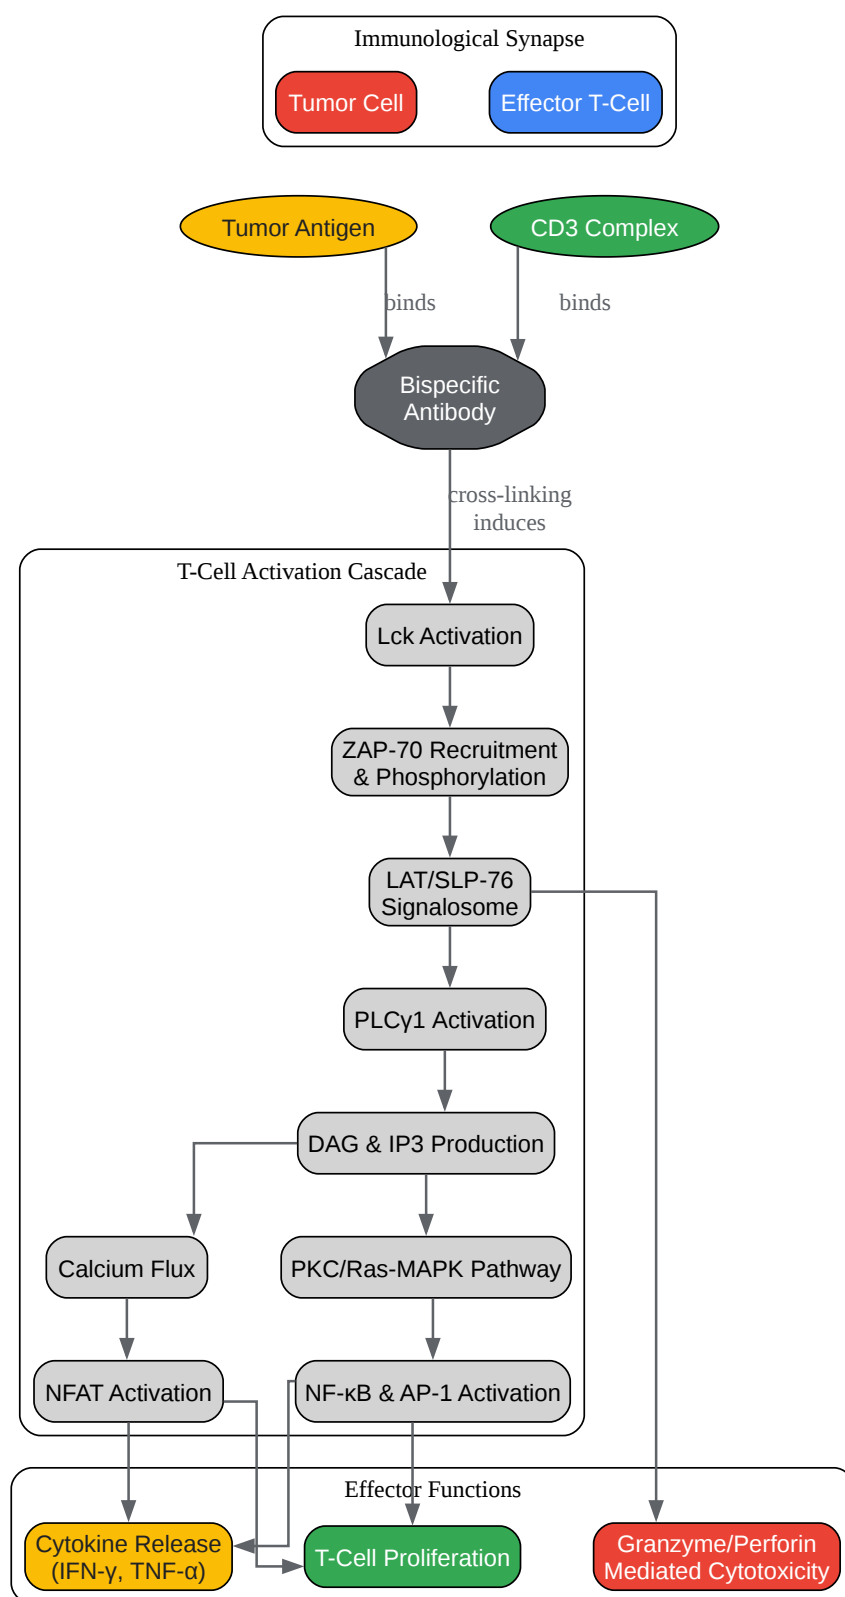 Immunological Synapse
Tumor Cell
Effector T-Cell
Tumor Antigen
CD3 Complex
binds
binds
Bispecific
Antibody
cross-linking
induces
T-Cell Activation Cascade
Lck Activation
ZAP-70 Recruitment
& Phosphorylation
LAT/SLP-76
Signalosome
PLCγ1 Activation
DAG & IP3 Production
Calcium Flux
PKC/Ras-MAPK Pathway
NFAT Activation
NF-κB & AP-1 Activation
Effector Functions
Cytokine Release
(IFN-γ, TNF-α)
T-Cell Proliferation
Granzyme/Perforin
Mediated Cytotoxicity